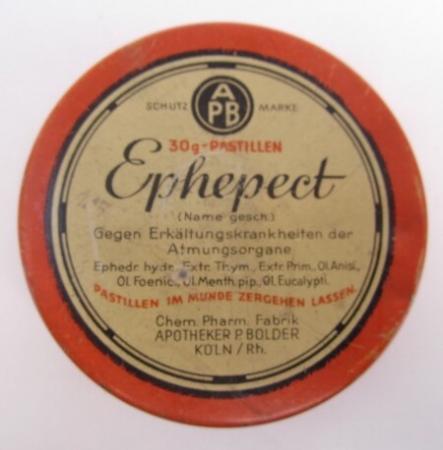 SCHUTZ APB MARKE
30g-PASTILLEN
Ephepect
(Name gesch.)
Gegen Erkältungskrankheiten der
Atmungsorgane
Ephedr. hydr., Extr. Thym., Extr. Prim., Ol. Anisi.,
Ol. Foenic., Ol. Menth. pip., Ol. Eucalypti.
PASTILLEN IM MUNDE ZERGEHEN LASSEN.
Chem. Pharm. Fabrik
APOTHEKER P. BOLDER
KÖLN / Rh.